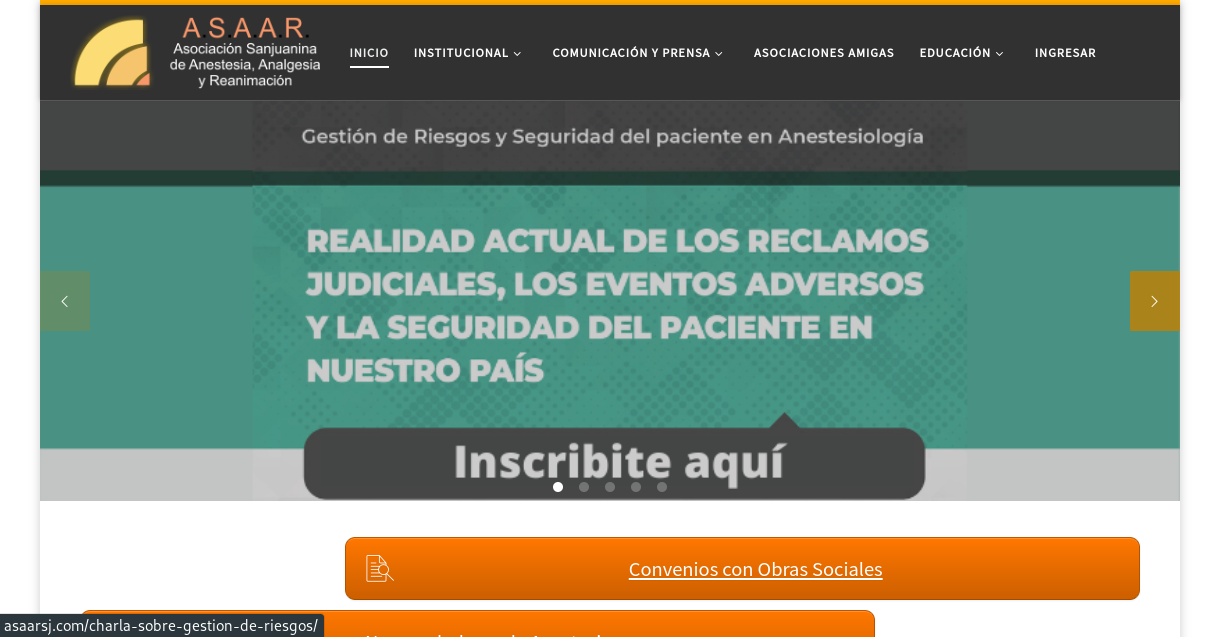 A.S.A.A.R.
Asociación Sanjuanina
de Anestesia, Analgesia
y Reanimación
INICIO
INSTITUCIONAL
COMUNICACIÓN Y PRENSA
ASOCIACIONES AMIGAS
EDUCACIÓN
INGRESAR
Gestión de Riesgos y Seguridad del paciente en Anestesiología
REALIDAD ACTUAL DE LOS RECLAMOS
JUDICIALES, LOS EVENTOS ADVERSOS
Y LA SEGURIDAD DEL PACIENTE EN
NUESTRO PAÍS
Inscribite aquí
Convenios con Obras Sociales
asaarsj.com/charla-sobre-gestion-de-riesgos/